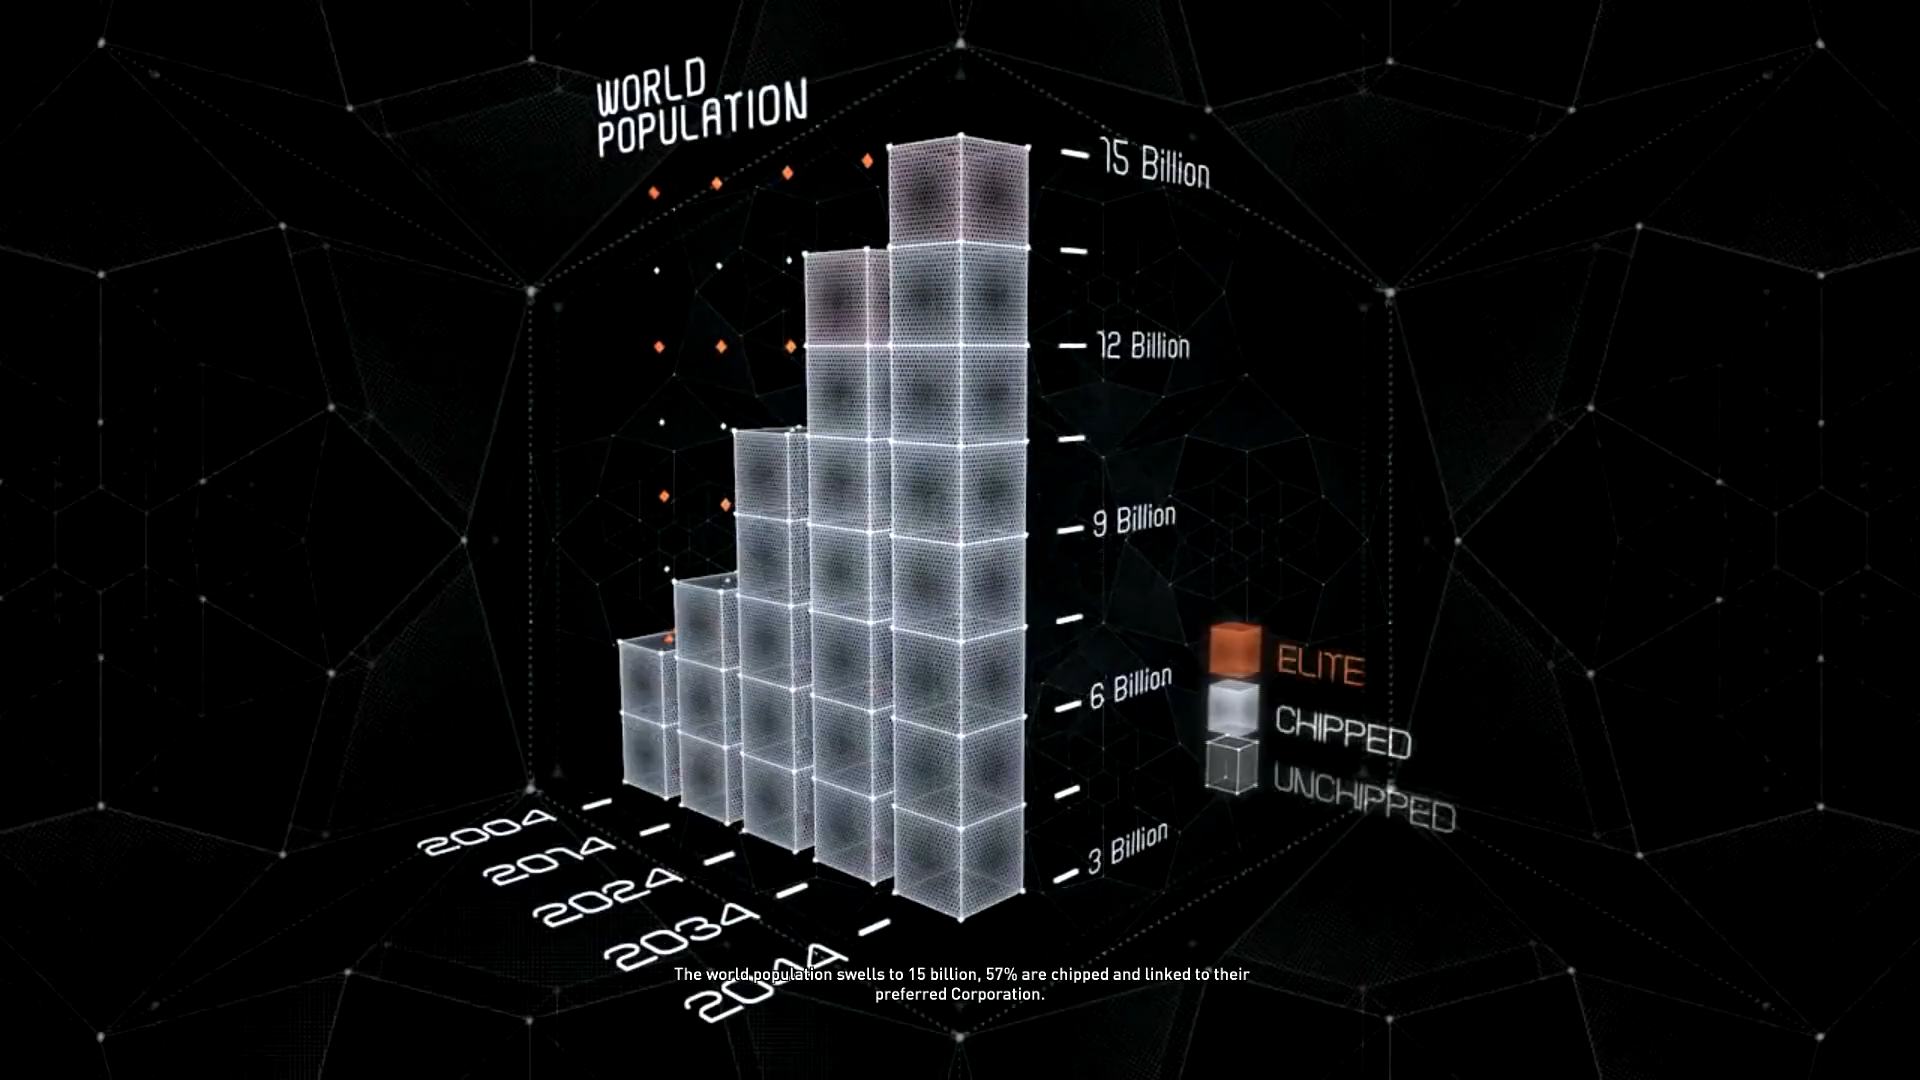 WORLD
POPULATION
15 Billion
12 Billion
9 Billion
6 Billion
3 Billion
ELITE
CHIPPED
UNCHIPPED
2004
2014
2024
2034
2044
The world population swells to 15 billion, 57% are chipped and linked to their
preferred Corporation.